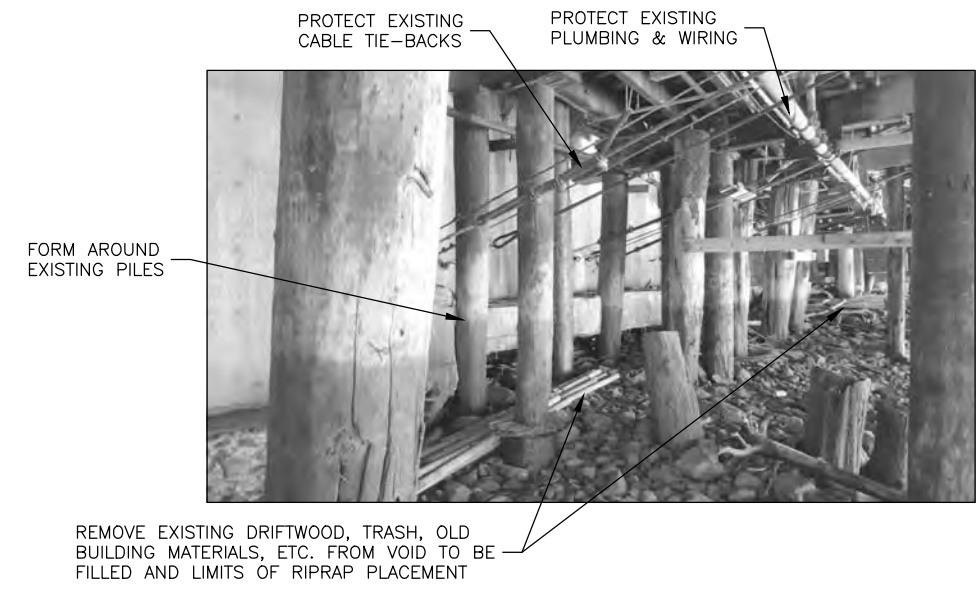 PROTECT EXISTING
CABLE TIE-BACKS
PROTECT EXISTING
PLUMBING & WIRING
FORM AROUND
EXISTING PILES
REMOVE EXISTING DRIFTWOOD, TRASH, OLD
BUILDING MATERIALS, ETC. FROM VOID TO BE
FILLED AND LIMITS OF RIPRAP PLACEMENT